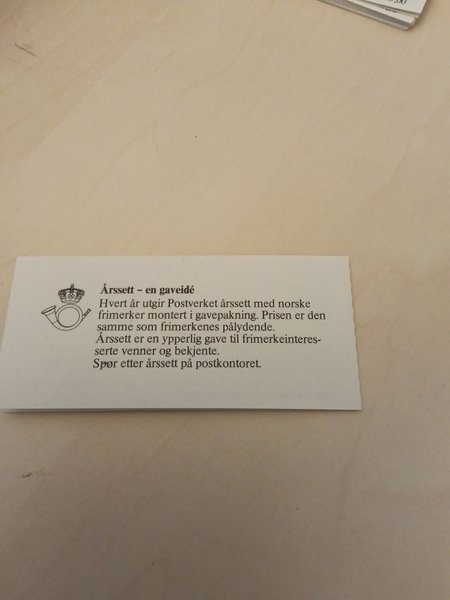 Årssett – en gaveidé
Hvert år utgir Postverket årssett med norske
frimerker montert i gavepakning. Prisen er den
samme som frimerkenes pålydende.
Årssett er en ypperlig gave til frimerkeinteres-
serte venner og bekjente.
Spør etter årssett på postkontoret.